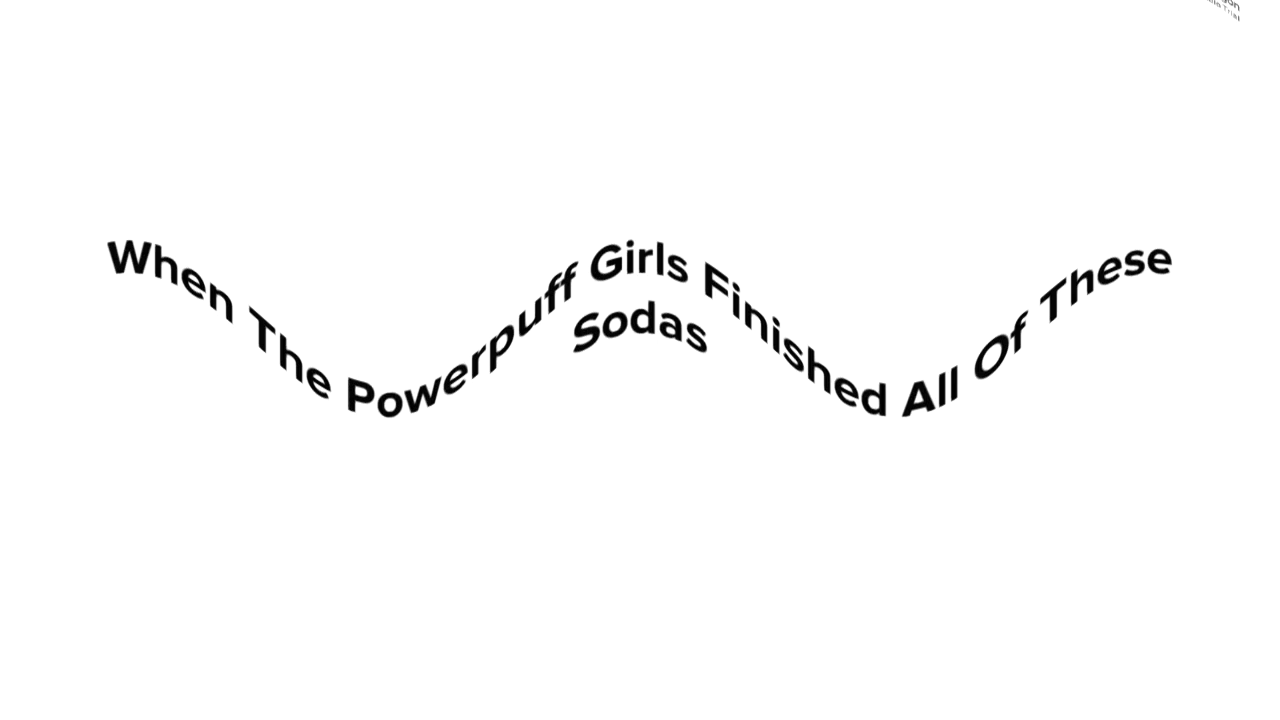 When The Powerpuff Girls Finished All Of These
Sodas